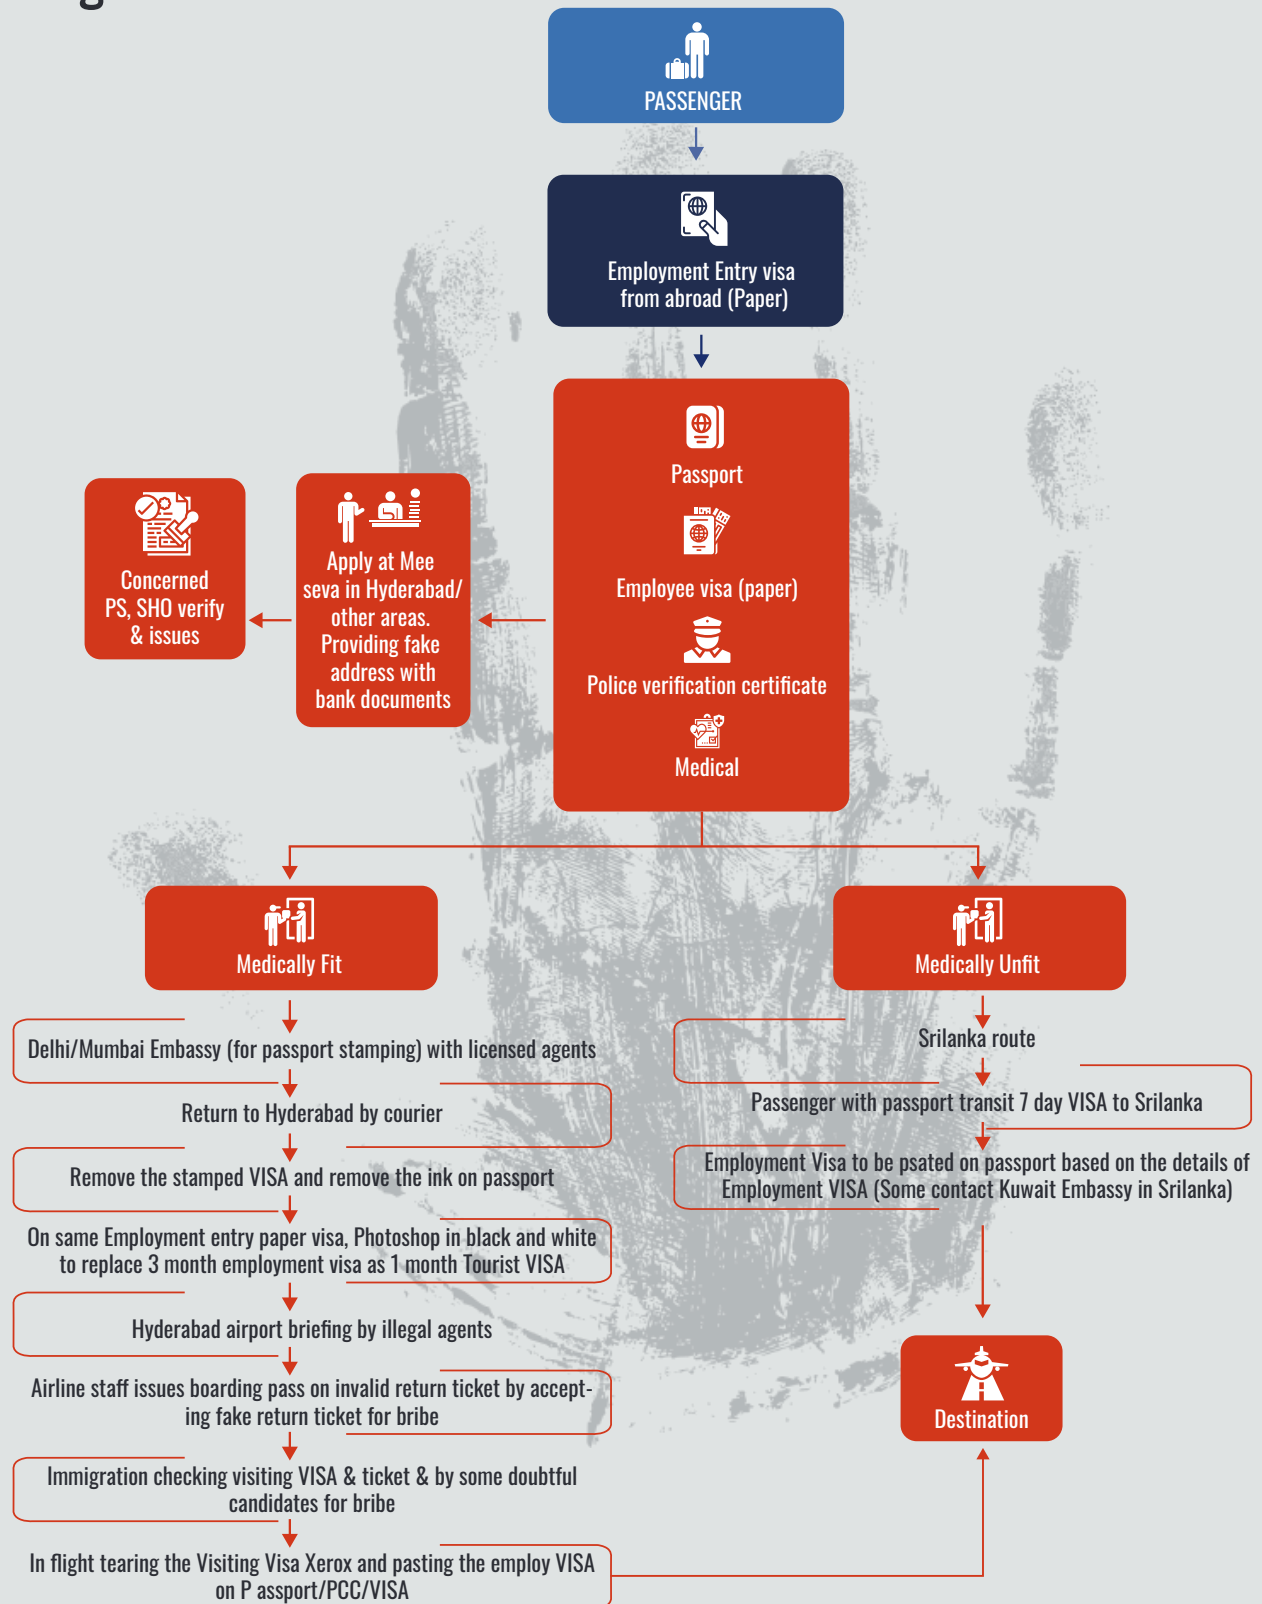 PASSENGER
Employment Entry visa
from abroad (Paper)
Passport
Employee visa (paper)
Police verification certificate
Medical
Apply at Mee
seva in Hyderabad/
other areas.
Providing fake
address with
bank documents
Concerned
PS, SHO verify
& issues
Medically Fit
Delhi/Mumbai Embassy (for passport stamping) with licensed agents
Return to Hyderabad by courier
Remove the stamped VISA and remove the ink on passport
On same Employment entry paper visa, Photoshop in black and white
to replace 3 month employment visa as 1 month Tourist VISA
Hyderabad airport briefing by illegal agents
Airline staff issues boarding pass on invalid return ticket by accept-
ing fake return ticket for bribe
Immigration checking visiting VISA & ticket & by some doubtful
candidates for bribe
In flight tearing the Visiting Visa Xerox and pasting the employ VISA
on P assport/PCC/VISA
Medically Unfit
Srilanka route
Passenger with passport transit 7 day VISA to Srilanka
Employment Visa to be psated on passport based on the details of
Employment VISA (Some contact Kuwait Embassy in Srilanka)
Destination